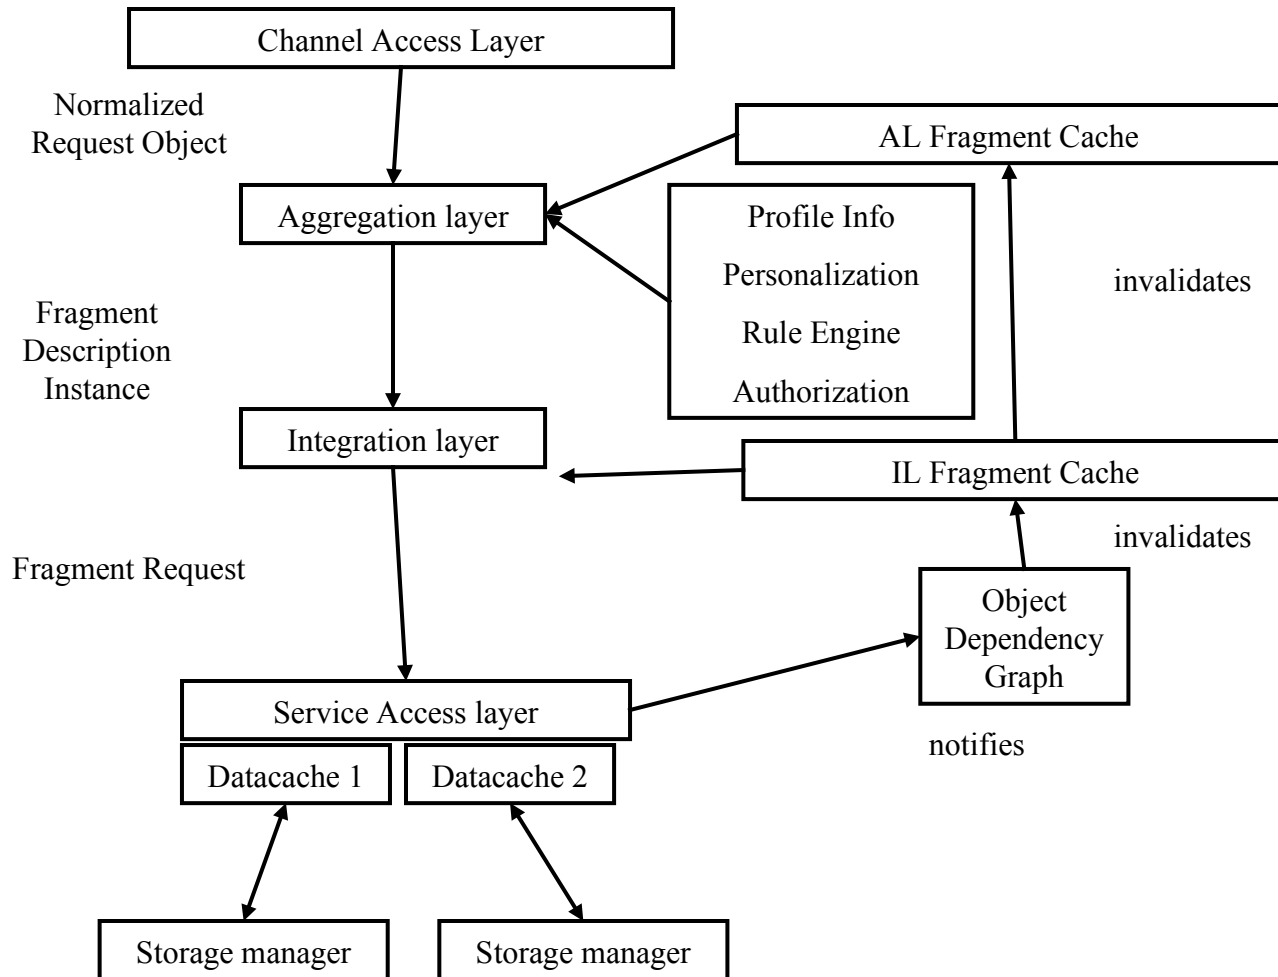 Channel Access Layer
Normalized
Request Object
AL Fragment Cache
Aggregation layer
Profile Info
Personalization
Rule Engine
Authorization
invalidates
Fragment
Description
Instance
Integration layer
IL Fragment Cache
invalidates
Fragment Request
Object
Dependency
Graph
Service Access layer
notifies
Datacache 1
Datacache 2
Storage manager
Storage manager